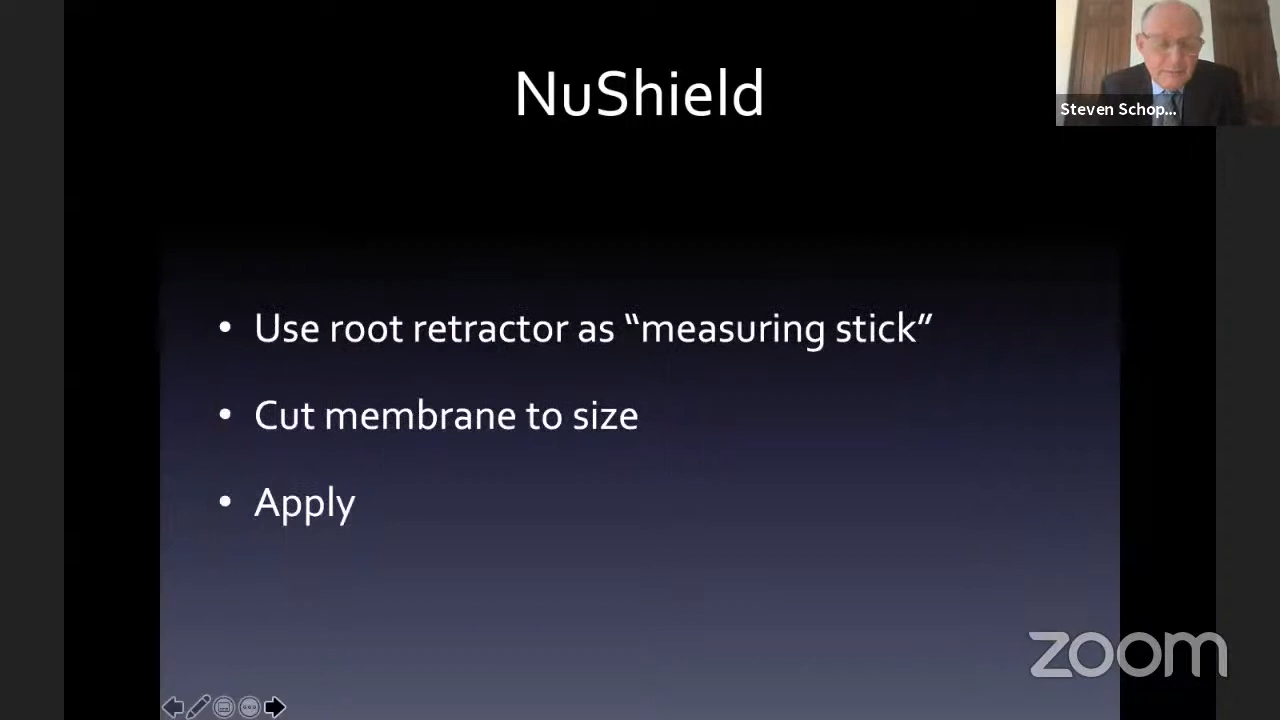 NuShield
Steven Schop...
• Use root retractor as “measuring stick”
• Cut membrane to size
• Apply
zoom